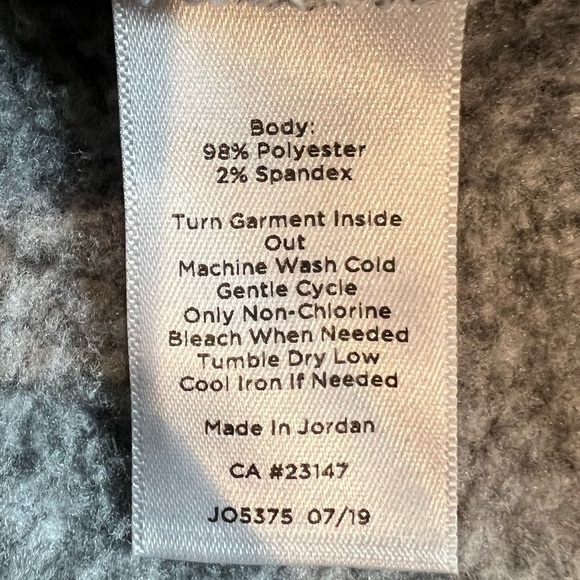 Body:
98% Polyester
2% Spandex
Turn Garment Inside
Out
Machine Wash Cold
Gentle Cycle
Only Non-Chlorine
Bleach When Needed
Tumble Dry Low
Cool Iron If Needed
Made In Jordan
CA #23147
JO5375 07/19